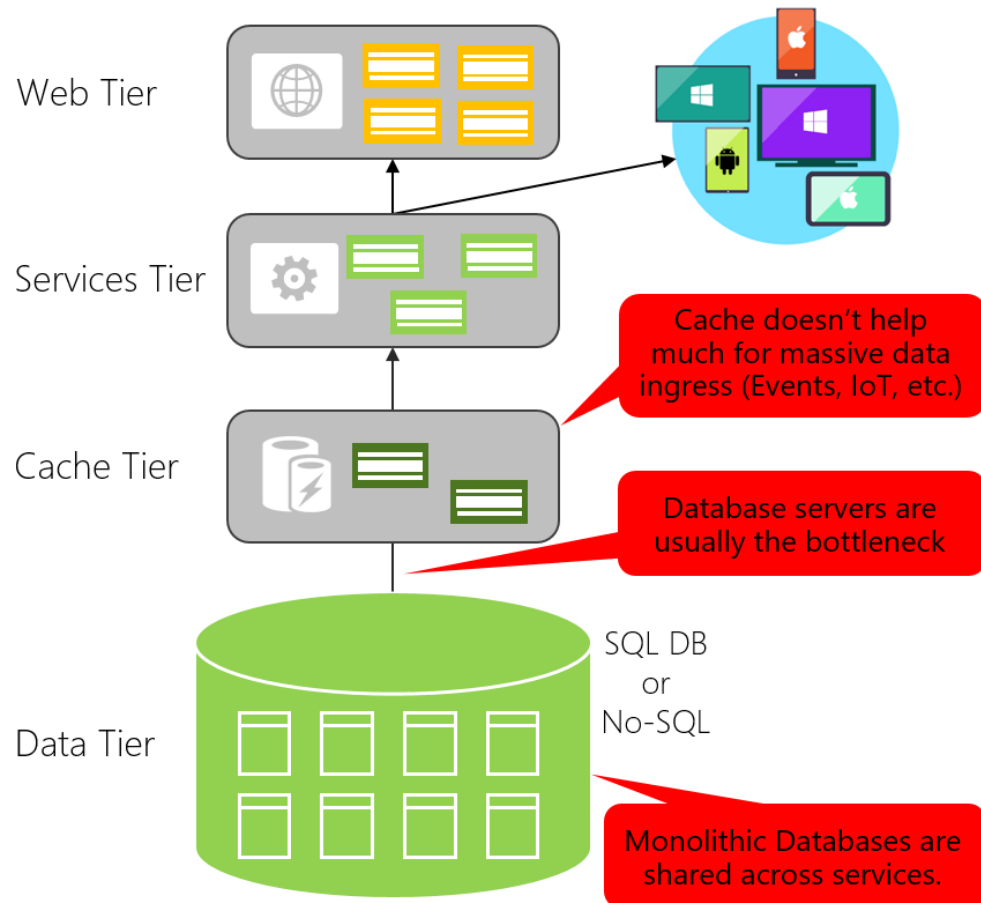 Web Tier
Services Tier
Cache doesn’t help
much for massive data
ingress (Events, IoT, etc.)
Cache Tier
Database servers are
usually the bottleneck
SQL DB
or
No-SQL
Data Tier
Monolithic Databases are
shared across services.